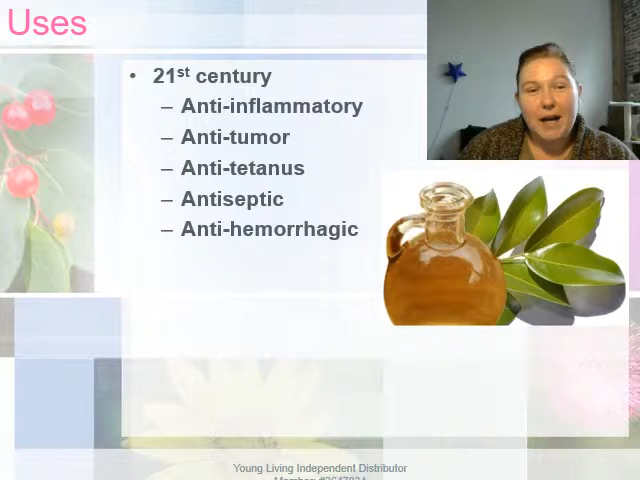 Uses
• 21st century
– Anti-inflammatory
– Anti-tumor
– Anti-tetanus
– Antiseptic
– Anti-hemorrhagic
Young Living Independent Distributor